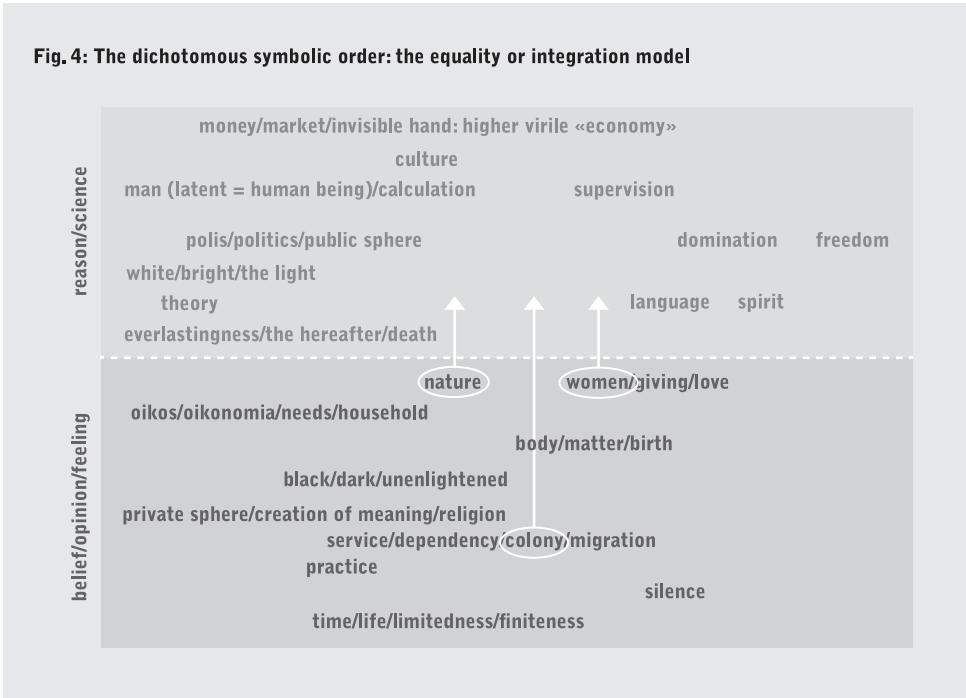 Fig. 4: The dichotomous symbolic order: the equality or integration model
reason/science
money/market/invisible hand: higher virile «economy»
culture
man (latent = human being)/calculation supervision
polis/politics/public sphere domination freedom
white/bright/the light
theory language spirit
everlastingness/the hereafter/death
belief/opinion/feeling
nature women/giving/love
oikos/oikonomia/needs/household
body/matter/birth
black/dark/unenlightened
private sphere/creation of meaning/religion
service/dependency/colony/migration
practice
silence
time/life/limitedness/finiteness